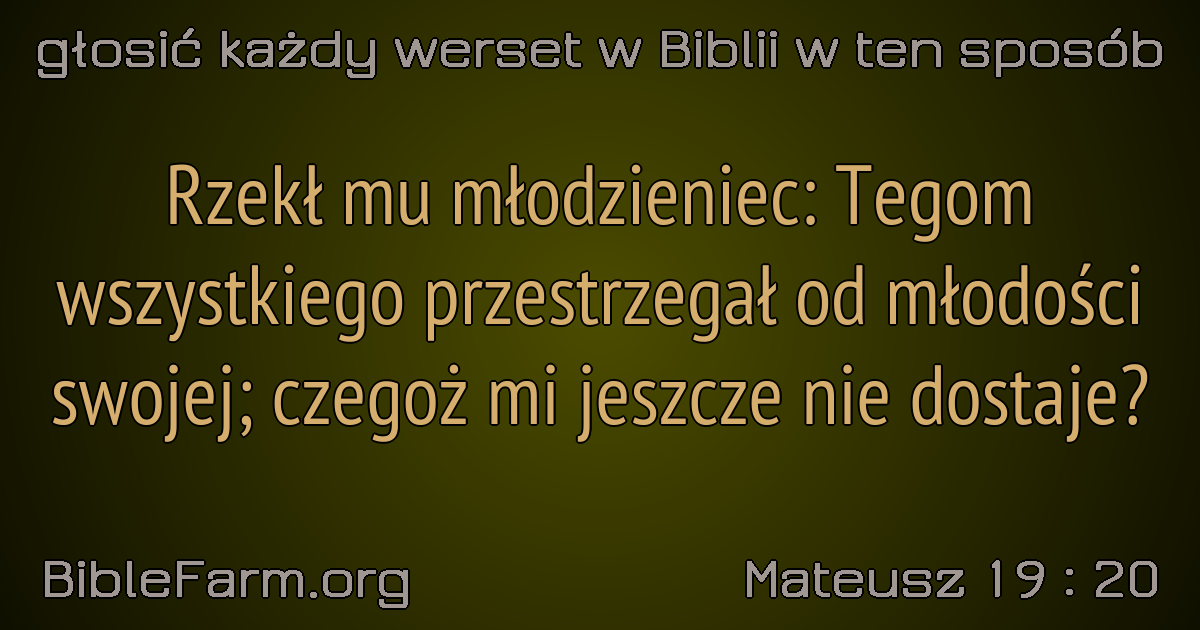 głosić każdy werset w Biblii w ten sposób
Rzekł mu młodzieniec: Tegom
wszystkiego przestrzegał od młodości
swojej; czegoż mi jeszcze nie dostaje?
BibleFarm.org
Mateusz 19 : 20